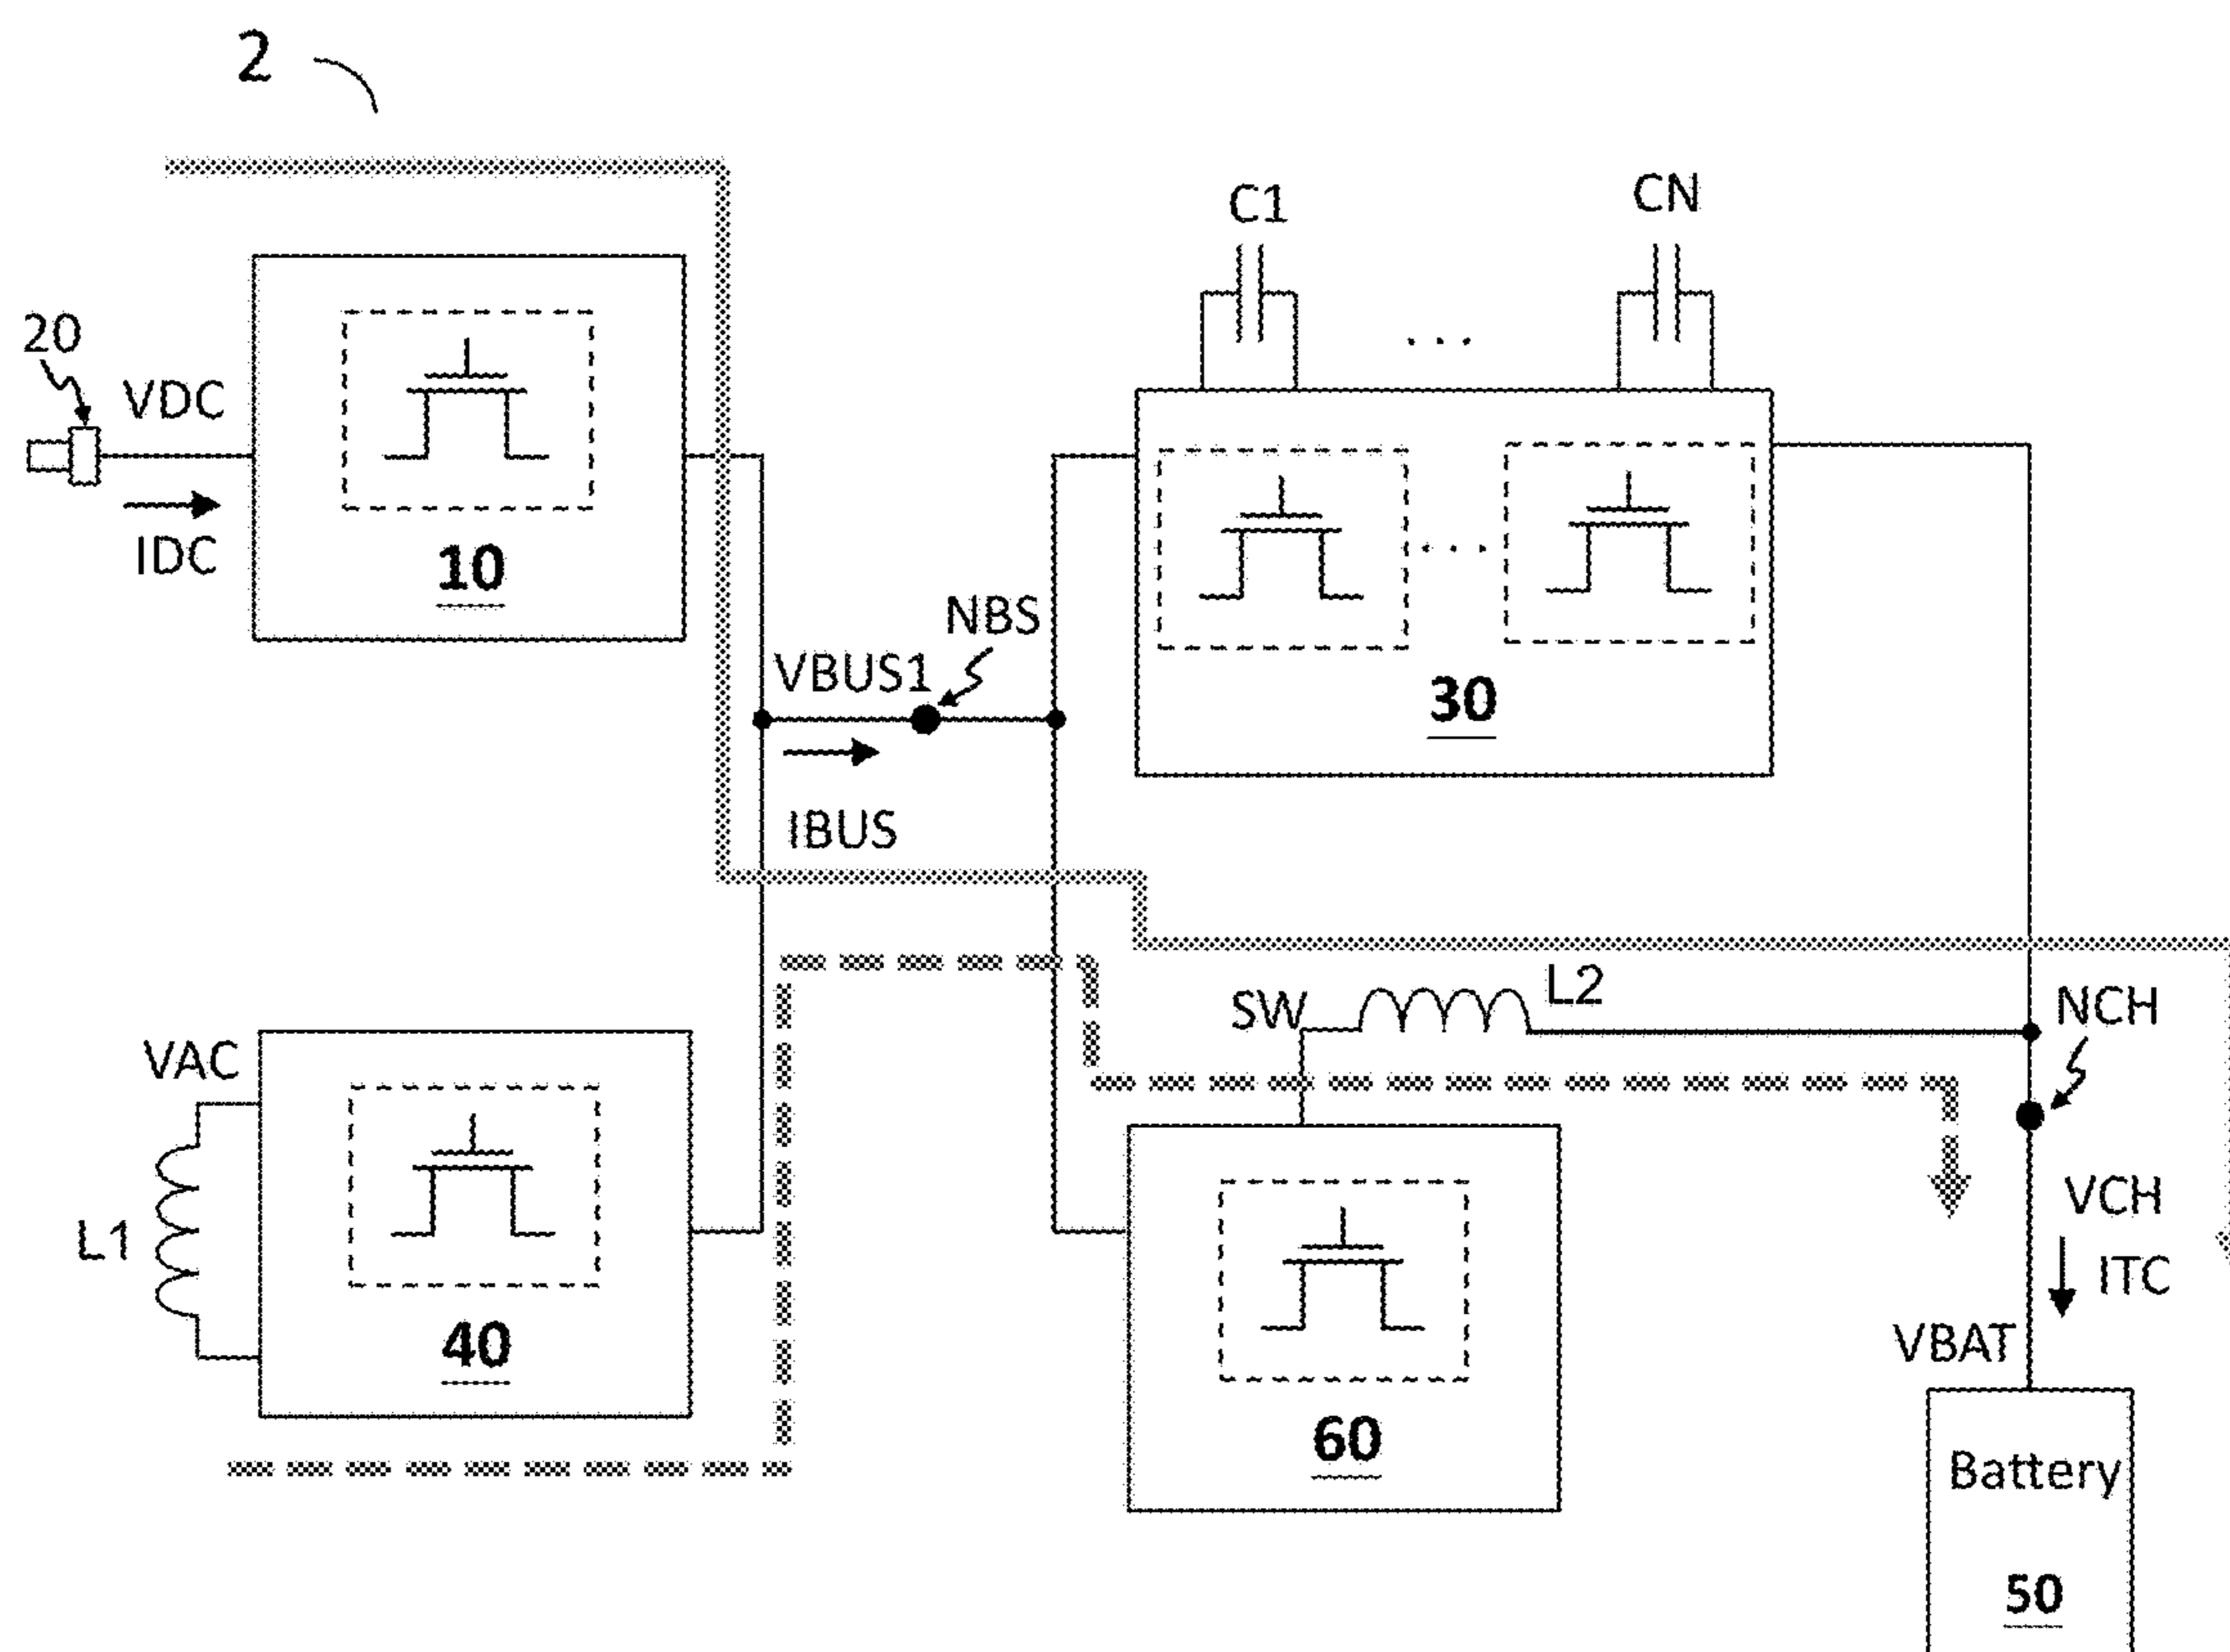 2
C1
CN
20
VDC
IDC
10
...
...
NBS
VBUS1
30
IBUS
SW
L2
NCH
VAC
L1
40
60
VCH
ITC
VBAT
Battery
50